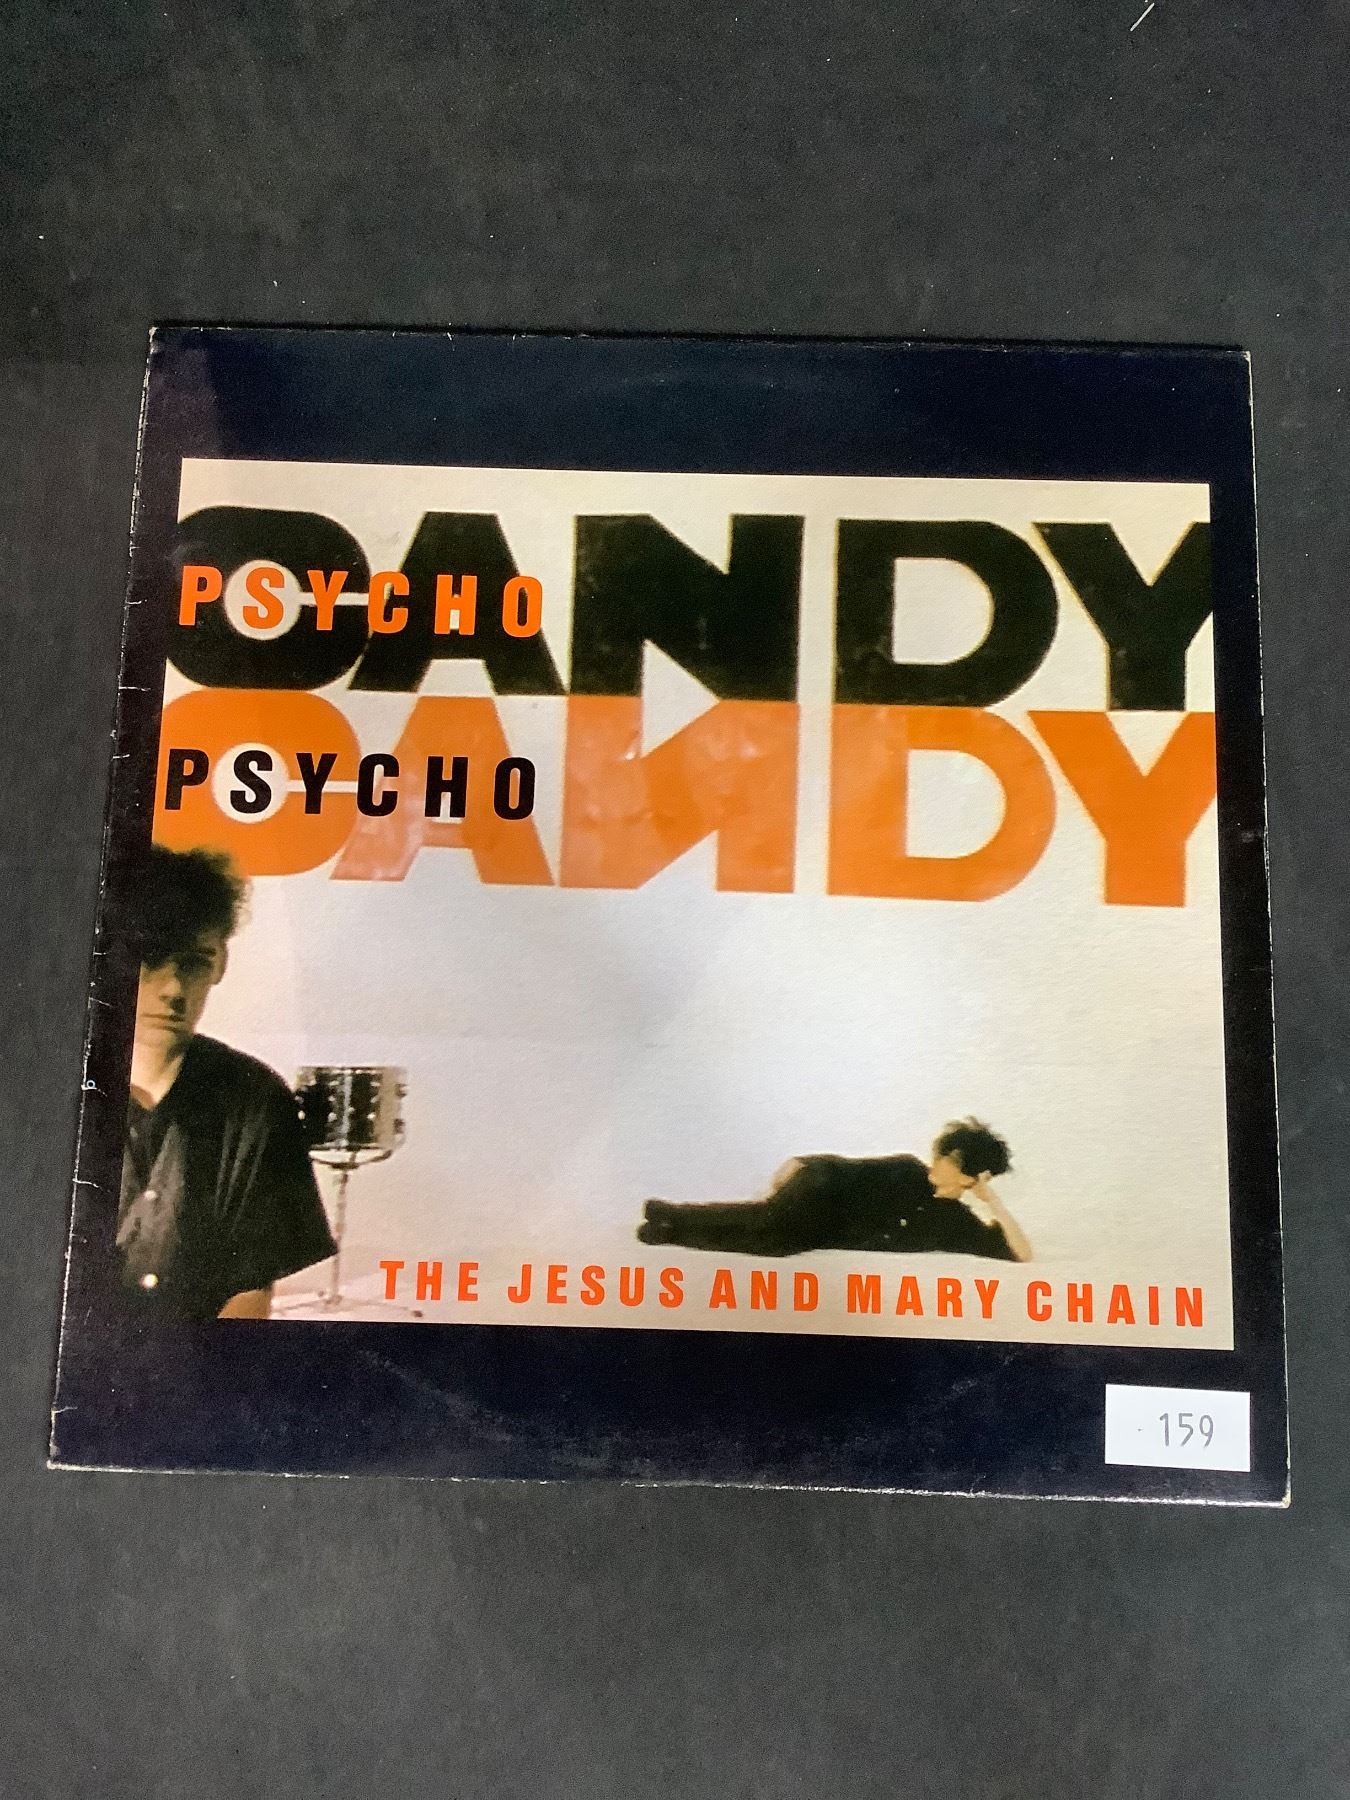 CANDY
PSYCHO
CANDY
PSYCHO
THE JESUS AND MARY CHAIN
159